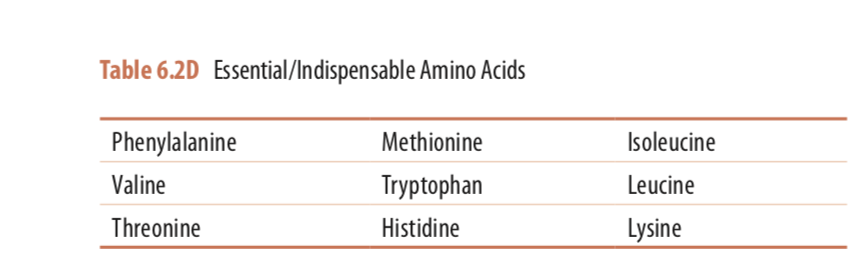 Table 6.2D Essential/Indispensable Amino Acids
Phenylalanine Methionine Isoleucine
Valine Tryptophan Leucine
Threonine Histidine Lysine